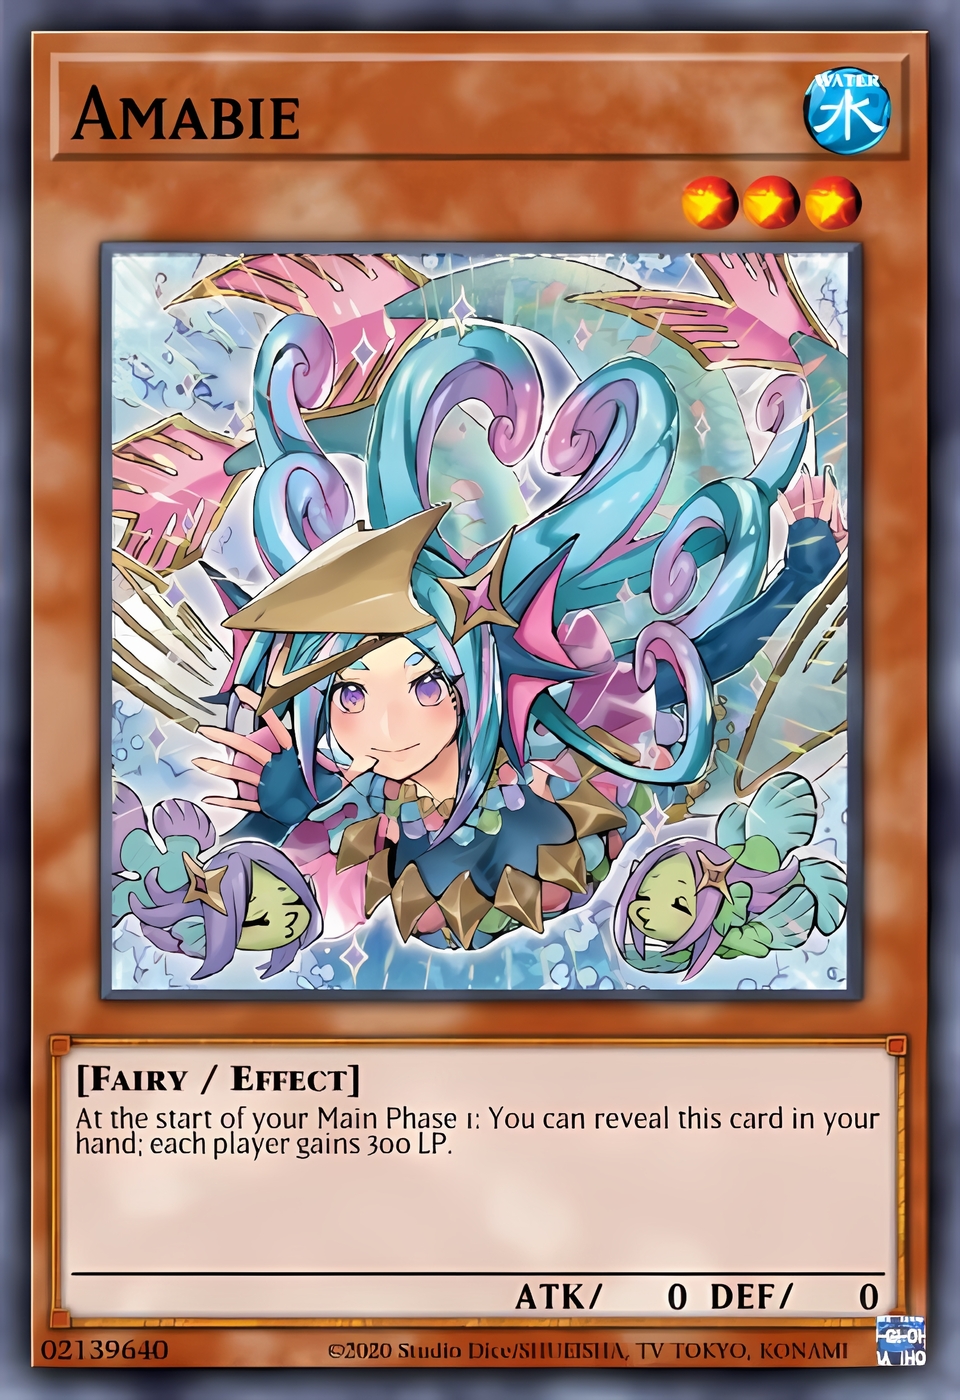 Amabie
WATER
水
[Fairy / Effect]
At the start of your Main Phase 1: You can reveal this card in your
hand; each player gains 300 LP.
ATK/ 0 DEF/ 0
02139640
©2020 Studio Dice/SHUEISHA, TV TOKYO, KONAMI